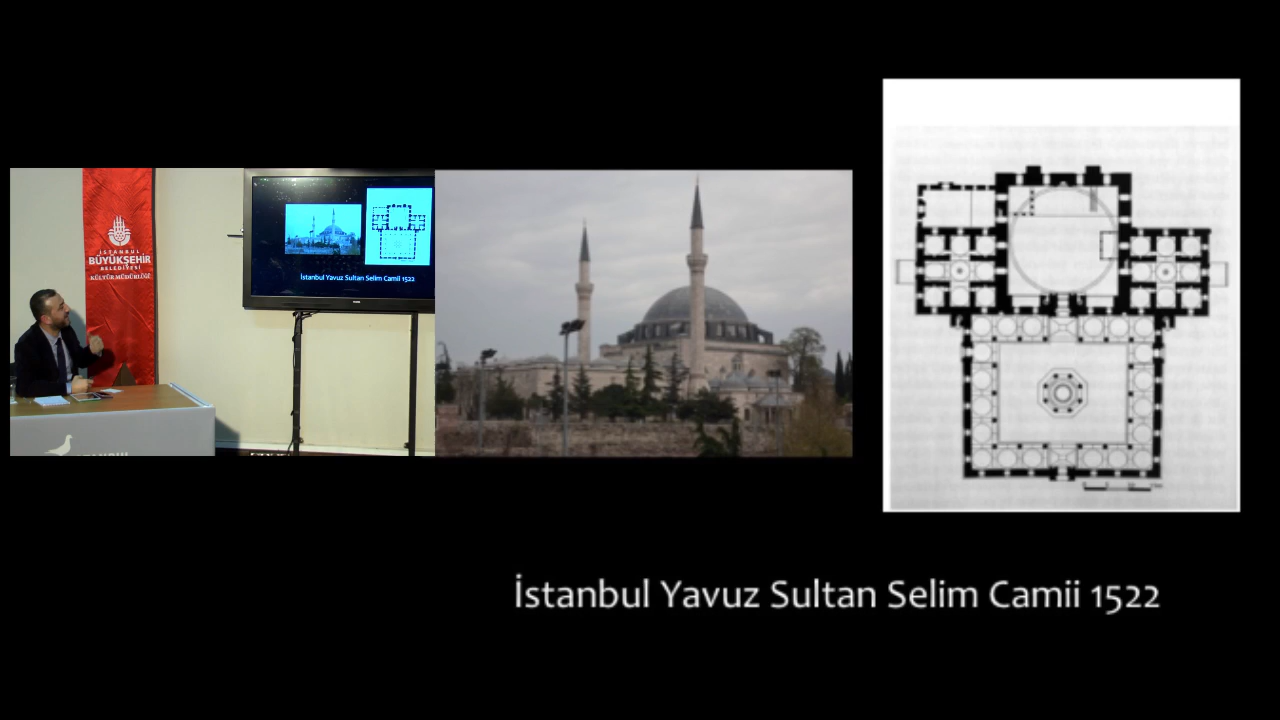 İSTANBUL
BÜYÜKŞEHİR
BELEDİYESİ
KÜLTÜR MÜDÜRLÜĞÜ
İstanbul Yavuz Sultan Selim Camii 1522
İstanbul Yavuz Sultan Selim Camii 1522